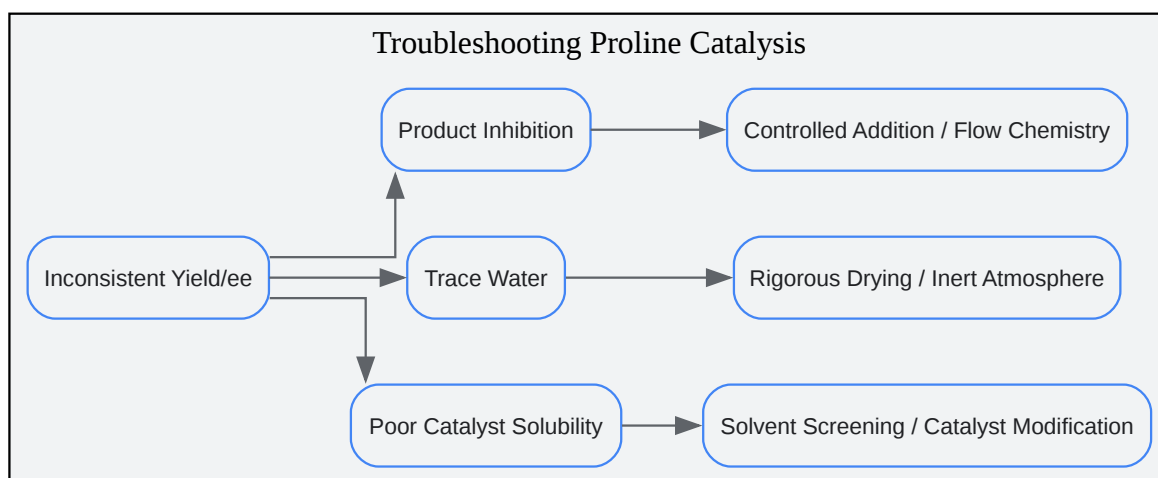 Troubleshooting Proline Catalysis
Product Inhibition
Controlled Addition / Flow Chemistry
Inconsistent Yield/ee
Trace Water
Rigorous Drying / Inert Atmosphere
Poor Catalyst Solubility
Solvent Screening / Catalyst Modification